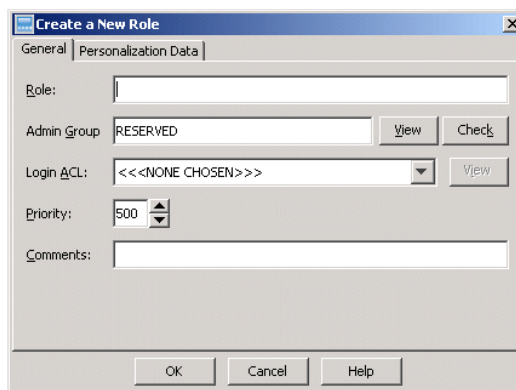 Create a New Role
General Personalization Data
Role:
Admin Group RESERVED View Check
Login ACL: <<<NONE CHOSEN>>> View
Priority: 500
Comments:
OK Cancel Help